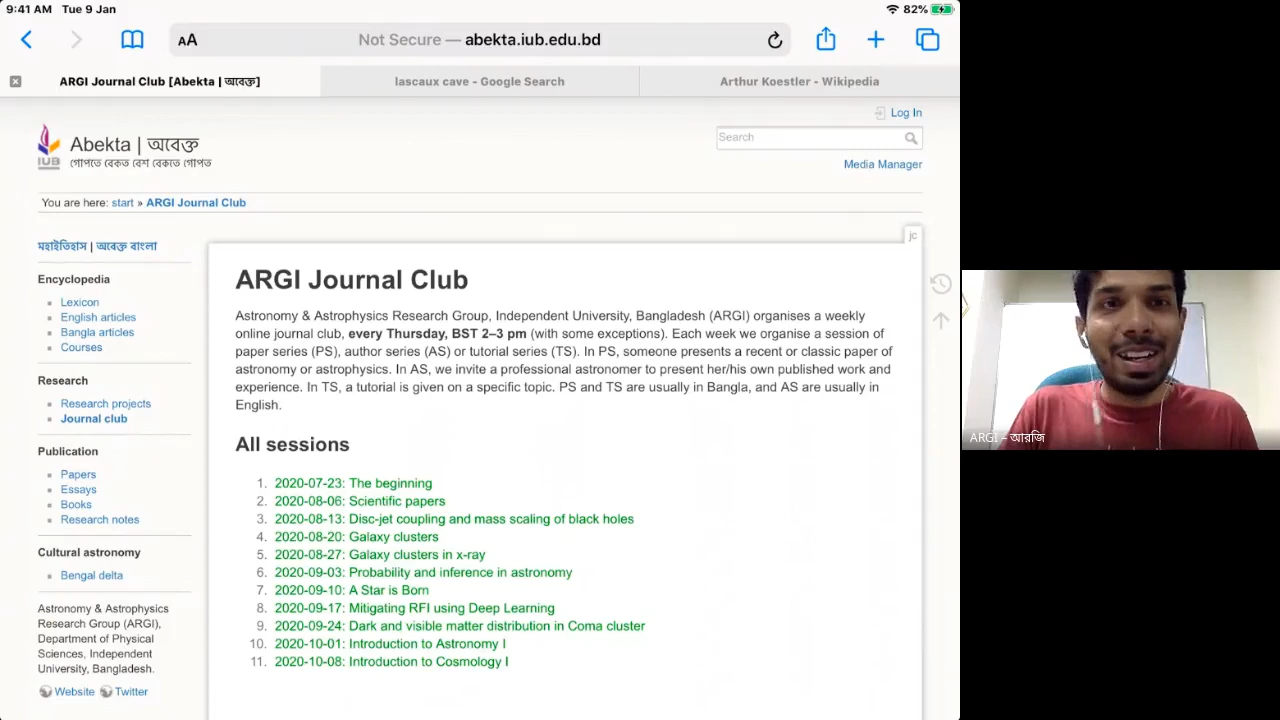 9:41 AM Tue 9 Jan
82%
AA
Not Secure — abekta.iub.edu.bd
ARGI Journal Club [Abekta | অবেক্ত]
lascaux cave - Google Search
Arthur Koestler - Wikipedia
Log In
IUB
Abekta | অবেক্ত
গোপতে বেকত বেশ বেকতে গোপত
Search
Media Manager
You are here: start » ARGI Journal Club
মহাইতিহাস | অবেক্ত বাংলা
jc
Encyclopedia
Lexicon
English articles
Bangla articles
Courses
Research
Research projects
Journal club
Publication
Papers
Essays
Books
Research notes
Cultural astronomy
Bengal delta
Astronomy & Astrophysics
Research Group (ARGI),
Department of Physical
Sciences, Independent
University, Bangladesh.
Website Twitter
ARGI Journal Club
Astronomy & Astrophysics Research Group, Independent University, Bangladesh (ARGI) organises a weekly
online journal club, every Thursday, BST 2–3 pm (with some exceptions). Each week we organise a session of
paper series (PS), author series (AS) or tutorial series (TS). In PS, someone presents a recent or classic paper of
astronomy or astrophysics. In AS, we invite a professional astronomer to present her/his own published work and
experience. In TS, a tutorial is given on a specific topic. PS and TS are usually in Bangla, and AS are usually in
English.
All sessions
1. 2020-07-23: The beginning
2. 2020-08-06: Scientific papers
3. 2020-08-13: Disc-jet coupling and mass scaling of black holes
4. 2020-08-20: Galaxy clusters
5. 2020-08-27: Galaxy clusters in x-ray
6. 2020-09-03: Probability and inference in astronomy
7. 2020-09-10: A Star is Born
8. 2020-09-17: Mitigating RFI using Deep Learning
9. 2020-09-24: Dark and visible matter distribution in Coma cluster
10. 2020-10-01: Introduction to Astronomy I
11. 2020-10-08: Introduction to Cosmology I
ARGI – আরজি